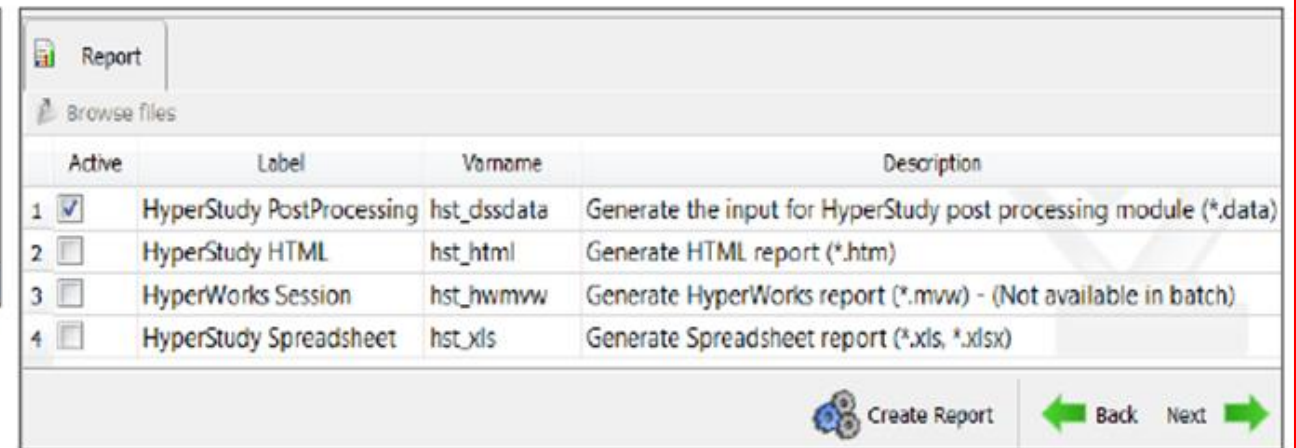 Report
Browse files
Active Label Varname Description
1 HyperStudy PostProcessing hst_dssdata Generate the input for HyperStudy post processing module (*.data)
2 HyperStudy HTML hst_html Generate HTML report (*.htm)
3 HyperWorks Session hst_hwmvw Generate HyperWorks report (*.mvw) - (Not available in batch)
4 HyperStudy Spreadsheet hst_xls Generate Spreadsheet report (*.xls, *.xlsx)
Create Report Back Next